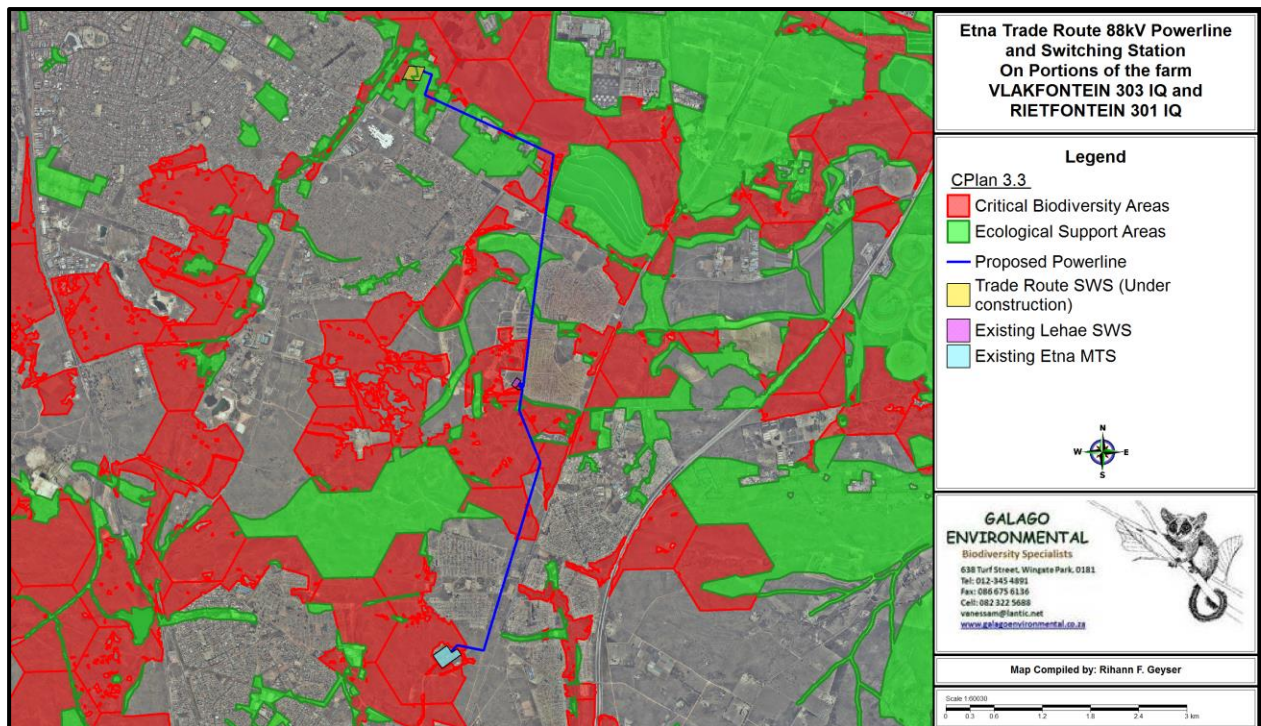 Etna Trade Route 88kV Powerline
and Switching Station
On Portions of the farm
VLAKFONTEIN 303 IQ and
RIETFONTEIN 301 IQ
Legend
CPlan 3.3
Critical Biodiversity Areas
Ecological Support Areas
Proposed Powerline
Trade Route SWS (Under
construction)
Existing Lehae SWS
Existing Etna MTS
N
W E
S
GALAGO
ENVIRONMENTAL
Biodiversity Specialists
638 Turf Street, Wingate Park, 0181
Tel: 012-345 4891
Fax: 086 675 6136
Cell: 082 322 5688
vanessam@lantic.net
www.galagoenvironmental.co.za
Map Compiled by: Rihann F. Geyser
Scale 1:60030
0 0.3 0.6 1.2 1.8 2.4 3 km